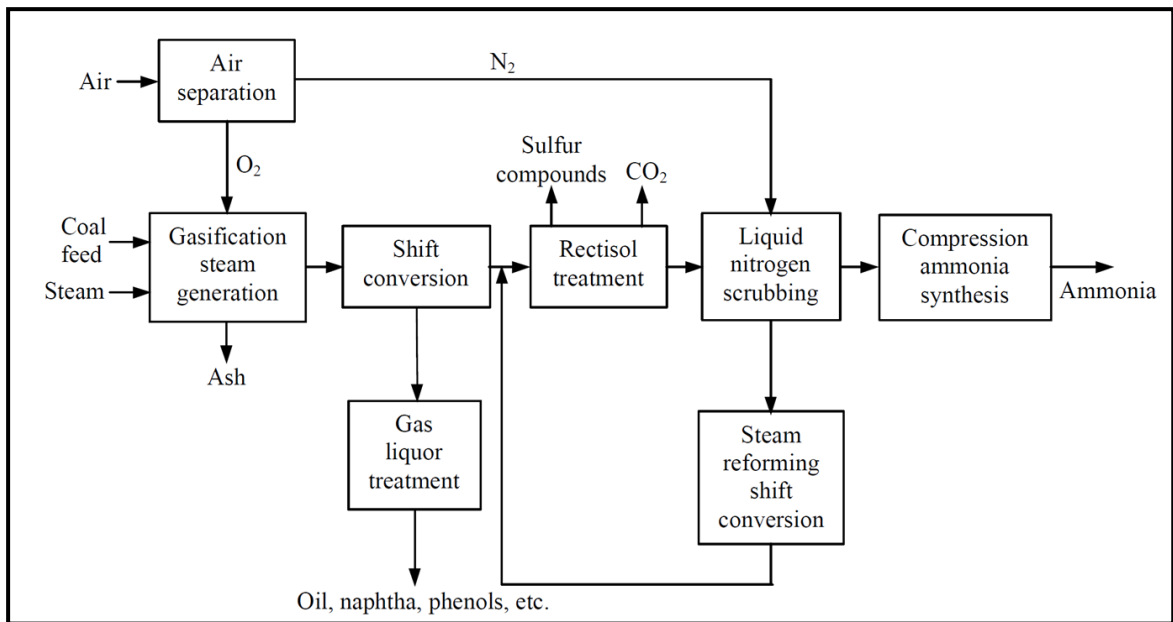 Air
Air
separation
N₂
O₂
Sulfur
compounds
CO₂
Coal
feed
Steam
Gasification
steam
generation
Shift
conversion
Rectisol
treatment
Liquid
nitrogen
scrubbing
Compression
ammonia
synthesis
Ammonia
Ash
Gas
liquor
treatment
Steam
reforming
shift
conversion
Oil, naphtha, phenols, etc.